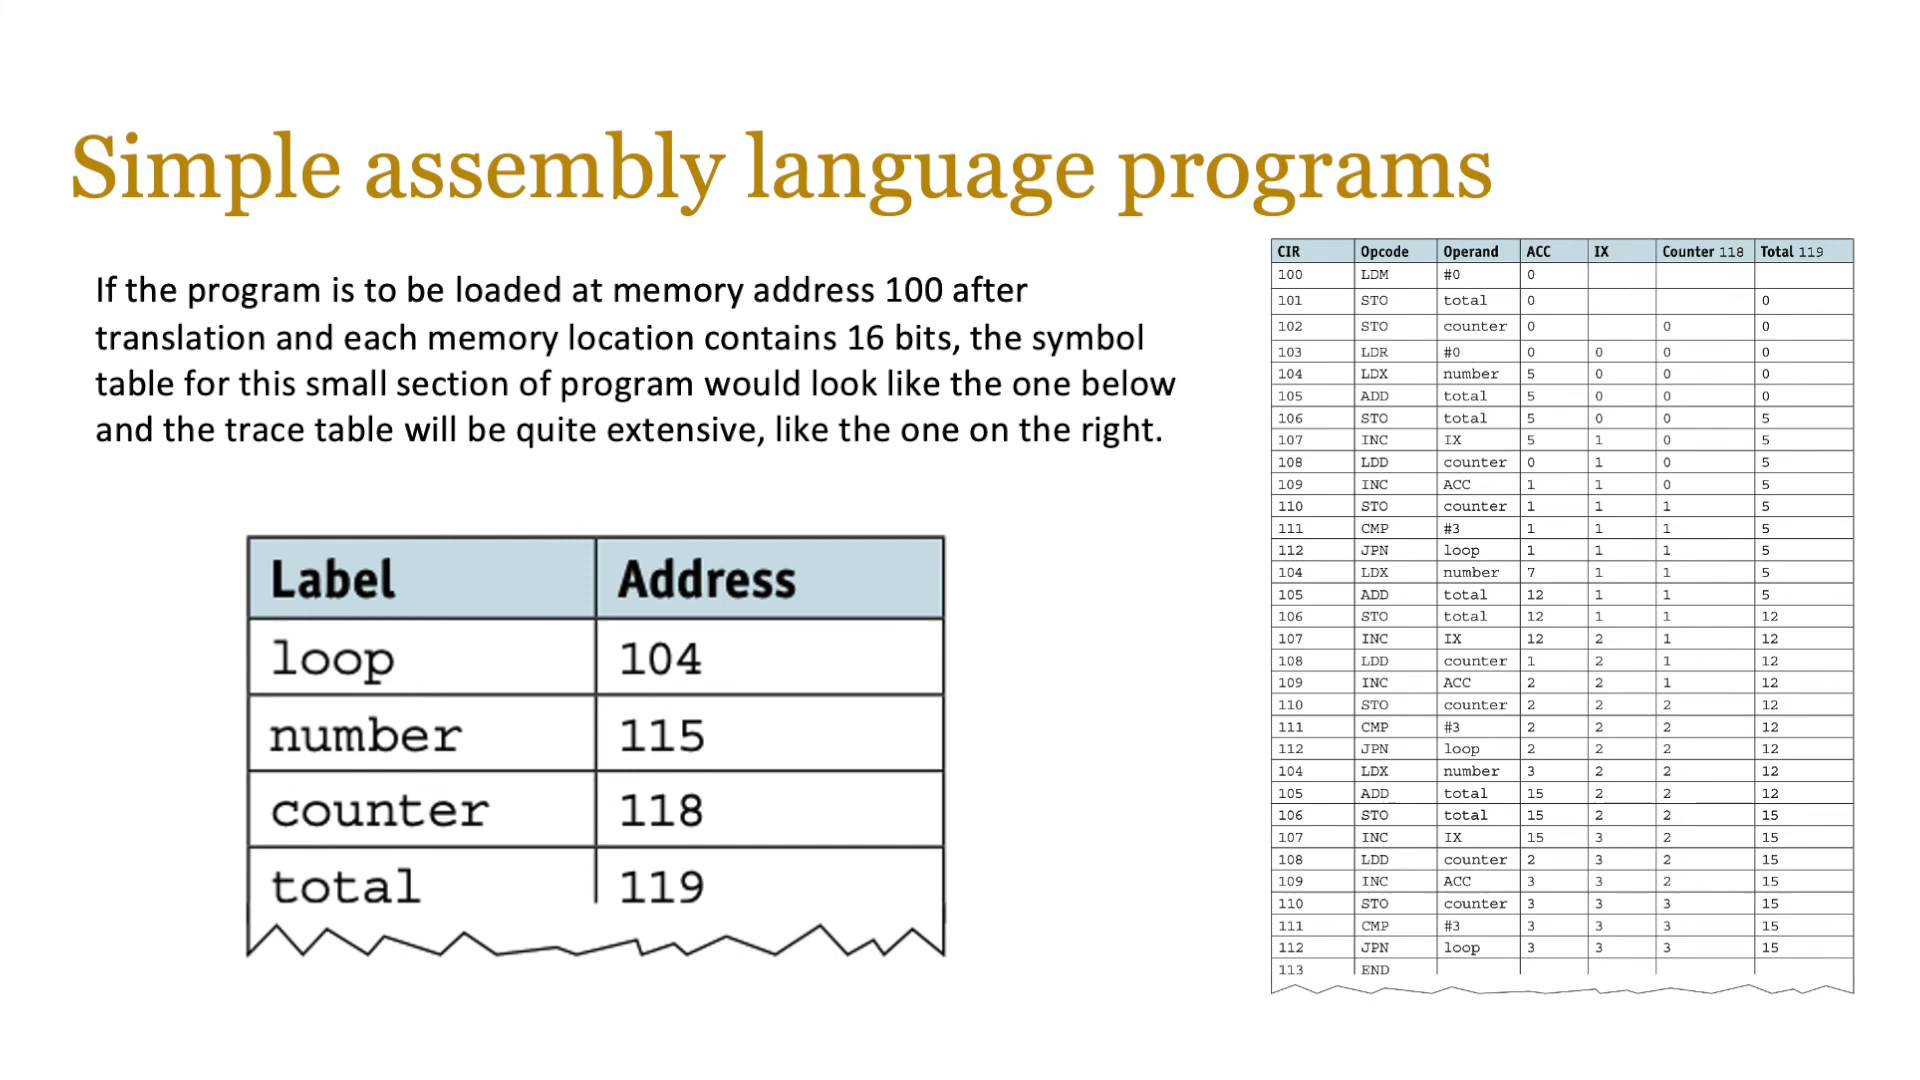 Simple assembly language programs
If the program is to be loaded at memory address 100 after
translation and each memory location contains 16 bits, the symbol
table for this small section of program would look like the one below
and the trace table will be quite extensive, like the one on the right.
Label Address
loop 104
number 115
counter 118
total 119
CIR Opcode Operand ACC IX Counter 118 Total 119
100 LDM #0 0
101 STO total 0 0
102 STO counter 0 0 0
103 LDR #0 0 0 0 0
104 LDX number 5 0 0 0
105 ADD total 5 0 0 0
106 STO total 5 0 0 5
107 INC IX 5 1 0 5
108 LDD counter 0 1 0 5
109 INC ACC 1 1 0 5
110 STO counter 1 1 1 5
111 CMP #3 1 1 1 5
112 JPN loop 1 1 1 5
104 LDX number 7 1 1 5
105 ADD total 12 1 1 5
106 STO total 12 1 1 12
107 INC IX 12 2 1 12
108 LDD counter 1 2 1 12
109 INC ACC 2 2 1 12
110 STO counter 2 2 2 12
111 CMP #3 2 2 2 12
112 JPN loop 2 2 2 12
104 LDX number 3 2 2 12
105 ADD total 15 2 2 12
106 STO total 15 2 2 15
107 INC IX 15 3 2 15
108 LDD counter 2 3 2 15
109 INC ACC 3 3 2 15
110 STO counter 3 3 3 15
111 CMP #3 3 3 3 15
112 JPN loop 3 3 3 15
113 END